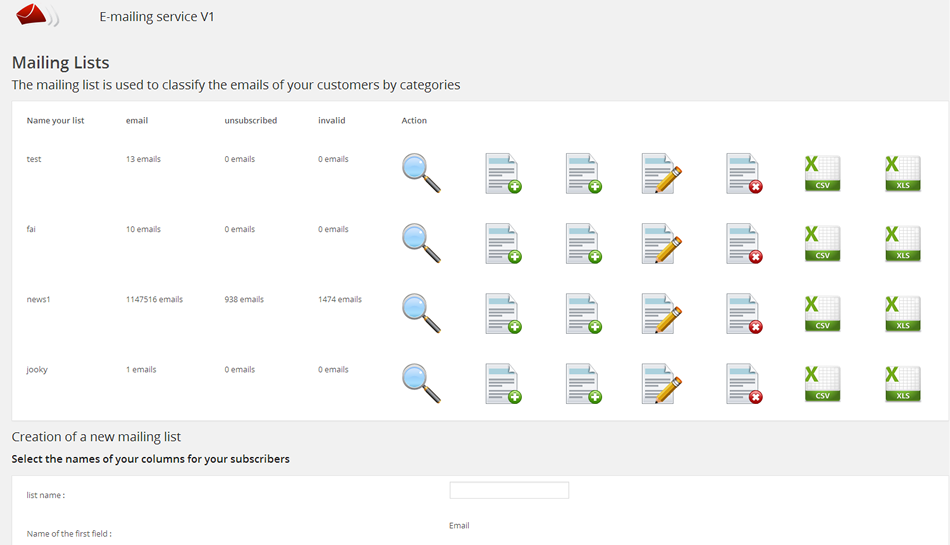 E-mailing service V1
Mailing Lists
The mailing list is used to classify the emails of your customers by categories
Name your list email unsubscribed invalid Action
test 13 emails 0 emails 0 emails
CSV XLS
fai 10 emails 0 emails 0 emails
CSV XLS
news1 1147516 emails 938 emails 1474 emails
CSV XLS
jooky 1 emails 0 emails 0 emails
CSV XLS
Creation of a new mailing list
Select the names of your columns for your subscribers
list name :
Email
Name of the first field :